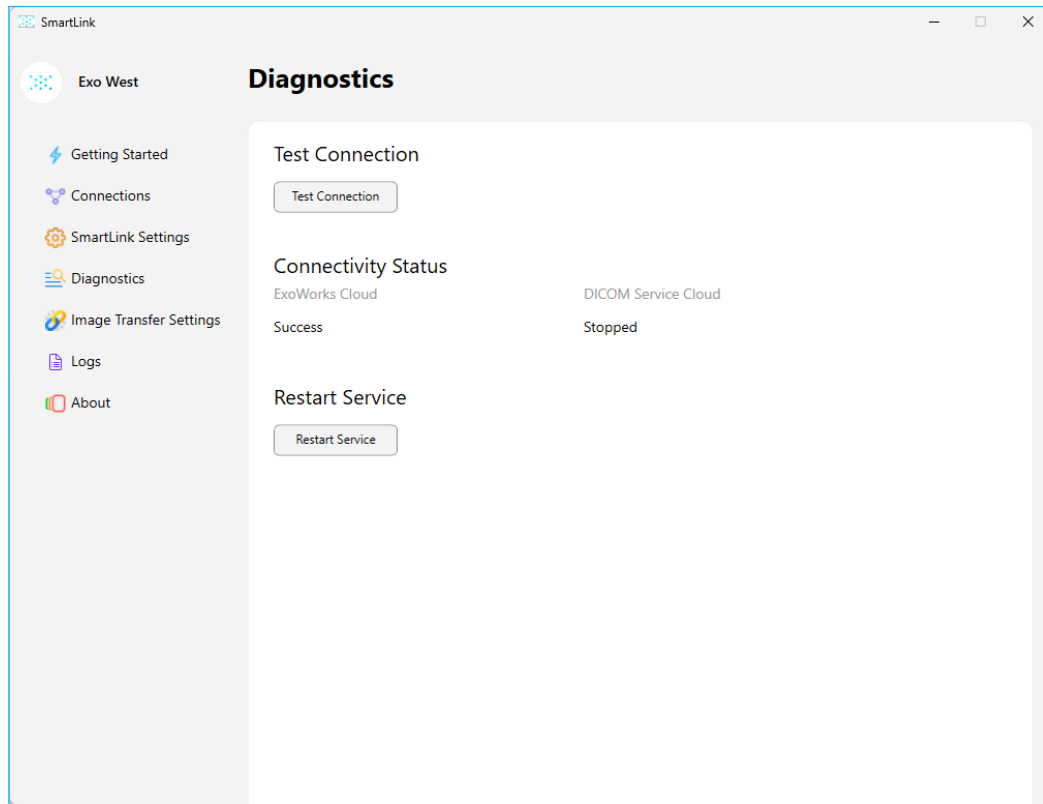 SmartLink
Exo West
Diagnostics
Getting Started
Connections
SmartLink Settings
Diagnostics
Image Transfer Settings
Logs
About
Test Connection
Test Connection
Connectivity Status
ExoWorks Cloud
DICOM Service Cloud
Success
Stopped
Restart Service
Restart Service